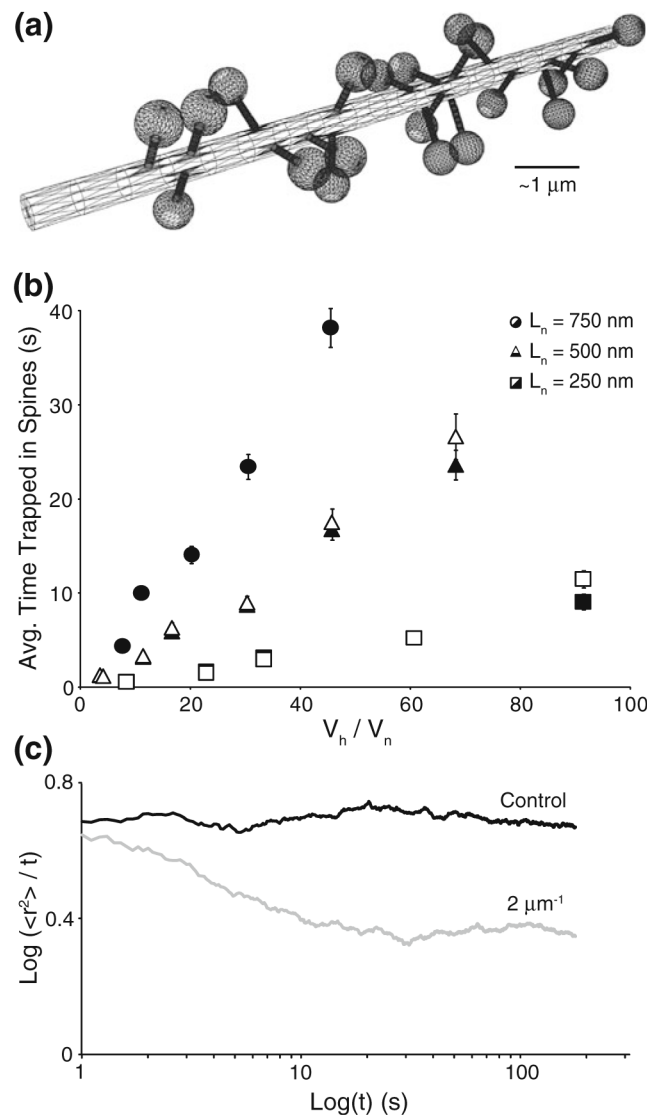 (a)
~1 μm
(b)
Avg. Time Trapped in Spines (s)
40
30
20
10
0
0 20 40 60 80 100
V_h / V_n
L_n = 750 nm
L_n = 500 nm
L_n = 250 nm
(c)
Log (<r²> / t)
0.8
0.4
0
Control
2 μm⁻¹
1 10 100
Log(t) (s)